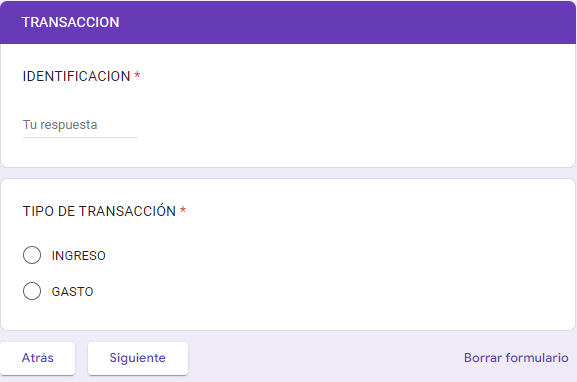 TRANSACCION
IDENTIFICACION *
Tu respuesta
TIPO DE TRANSACCIÓN *
INGRESO
GASTO
Atrás Siguiente Borrar formulario